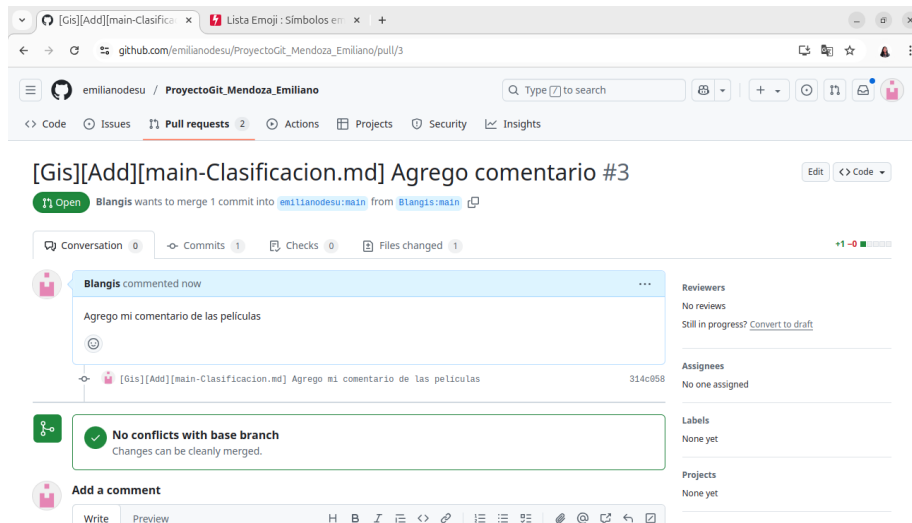 [Gis][Add][main-Clasifica
Lista Emoji : Símbolos em
github.com/emilianodesu/ProyectoGit_Mendoza_Emiliano/pull/3
emilianodesu / ProyectoGit_Mendoza_Emiliano
Type / to search
<> Code Issues Pull requests 2 Actions Projects Security Insights
[Gis][Add][main-Clasificacion.md] Agrego comentario #3
Edit <> Code
Open Blangis wants to merge 1 commit into emilianodesu:main from Blangis:main
Conversation 0 Commits 1 Checks 0 Files changed 1
+1 −0
Blangis commented now
Agrego mi comentario de las películas
[Gis][Add][main-Clasificacion.md] Agrego mi comentario de las peliculas 314c058
No conflicts with base branch
Changes can be cleanly merged.
Add a comment
Write Preview
H B I
Reviewers
No reviews
Still in progress? Convert to draft
Assignees
No one assigned
Labels
None yet
Projects
None yet